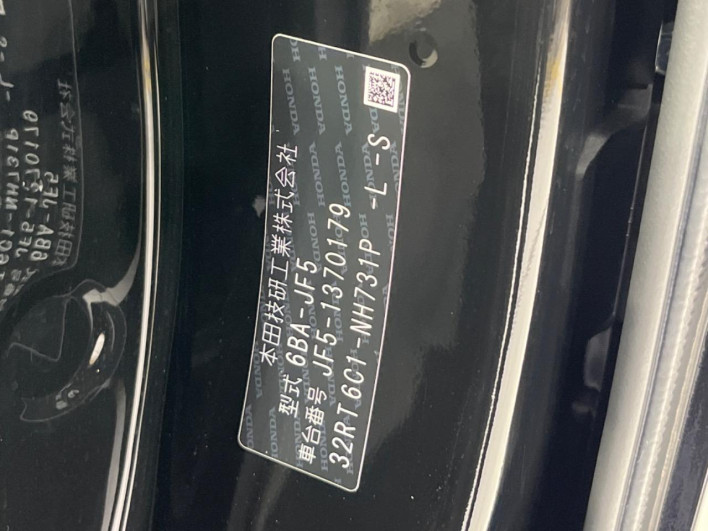 本田技研工業株式会社
型式 6BA-JF5
車台番号 JF5-1370179
32RT6C1-NH731P -L -S